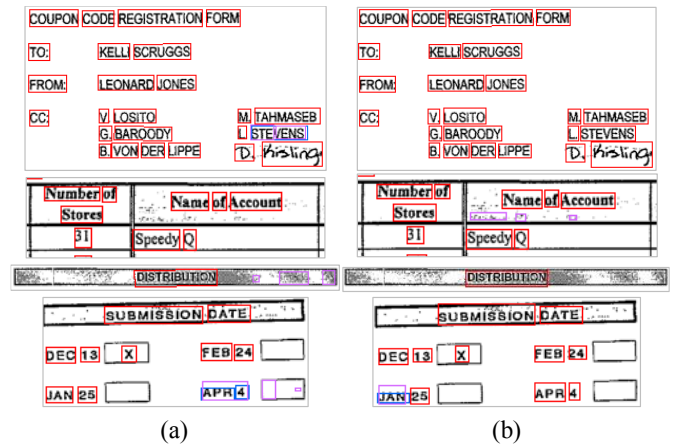 COUPON CODE REGISTRATION FORM
TO: KELLI SCRUGGS
FROM: LEONARD JONES
CC: V. LOSITO M. TAHMASEB
G. BAROODY L. STEVENS
B. VON DER LIPPE D. Kisling
Number of Stores Name of Account
31 Speedy Q
DISTRIBUTION
SUBMISSION DATE
DEC 13 X FEB 24
JAN 25 APR 4
(a)
COUPON CODE REGISTRATION FORM
TO: KELLI SCRUGGS
FROM: LEONARD JONES
CC: V. LOSITO M. TAHMASEB
G. BAROODY L. STEVENS
B. VON DER LIPPE D. Kisling
Number of Stores Name of Account
31 Speedy Q
DISTRIBUTION
SUBMISSION DATE
DEC 13 X FEB 24
JAN 25 APR 4
(b)